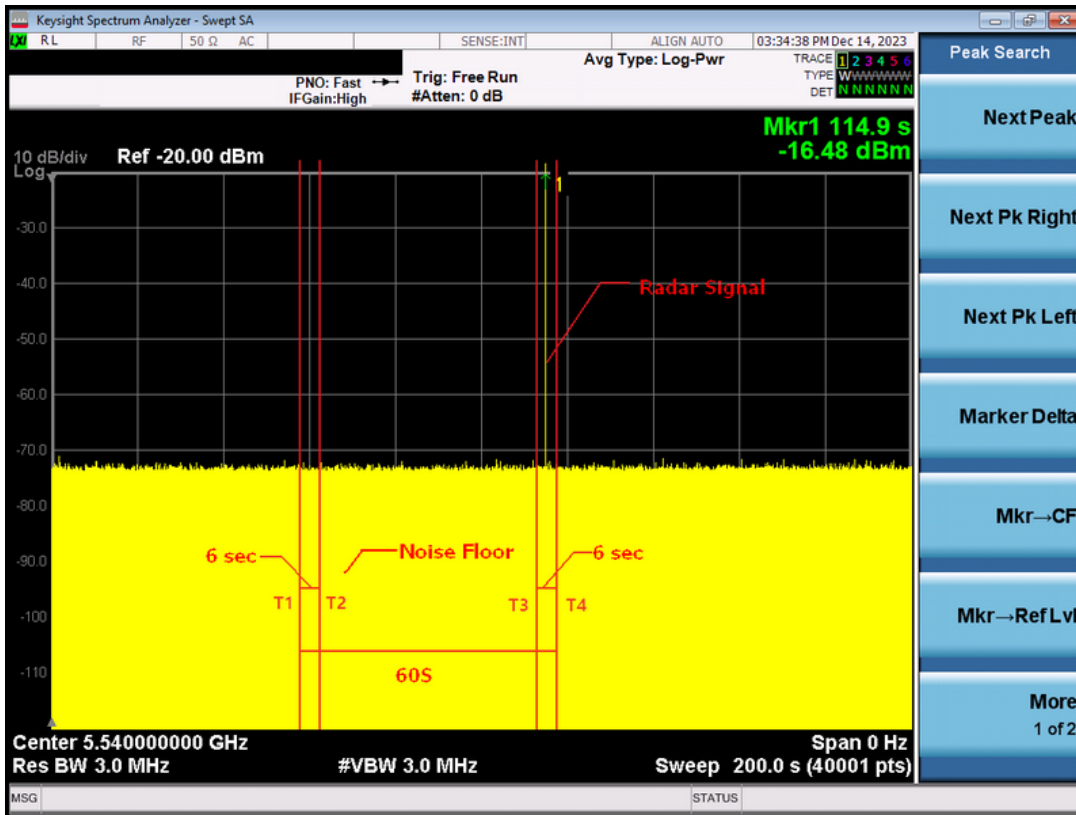 Keysight Spectrum Analyzer - Swept SA
LXI RL RF 50 Ω AC SENSE:INT ALIGN AUTO 03:34:38 PM Dec 14, 2023
PNO: Fast
IFGain:High
Trig: Free Run
#Atten: 0 dB
Avg Type: Log-Pwr
TRACE 1 2 3 4 5 6
TYPE WWWWWW
DET N N N N N N
Mkr1 114.9 s
-16.48 dBm
10 dB/div Ref -20.00 dBm
Log
1
-30.0
-40.0
Radar Signal
-50.0
-60.0
-70.0
-80.0
-90.0
6 sec Noise Floor 6 sec
T1 T2 T3 T4
-100
-110
60S
Center 5.540000000 GHz Span 0 Hz
Res BW 3.0 MHz #VBW 3.0 MHz Sweep 200.0 s (40001 pts)
MSG STATUS
Peak Search
Next Peak
Next Pk Right
Next Pk Left
Marker Delta
Mkr→CF
Mkr→Ref Lvl
More
1 of 2